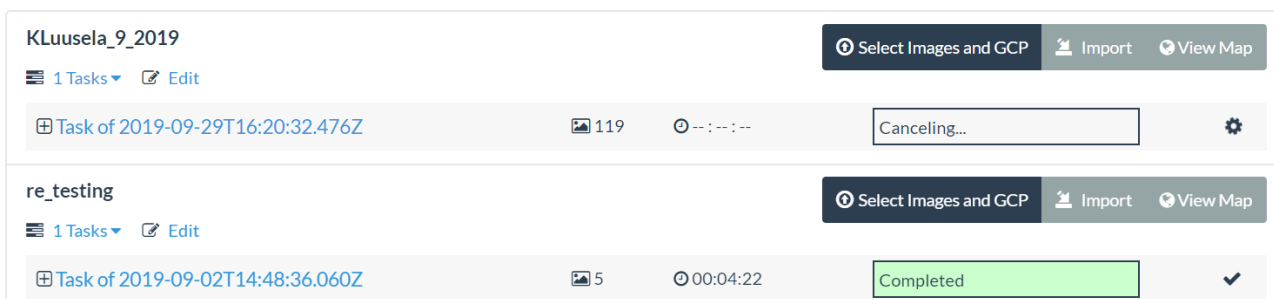 KLuusela_9_2019
Select Images and GCP Import View Map
1 Tasks Edit
Task of 2019-09-29T16:20:32.476Z 119 -- : -- : -- Canceling...
re_testing
Select Images and GCP Import View Map
1 Tasks Edit
Task of 2019-09-02T14:48:36.060Z 5 00:04:22 Completed